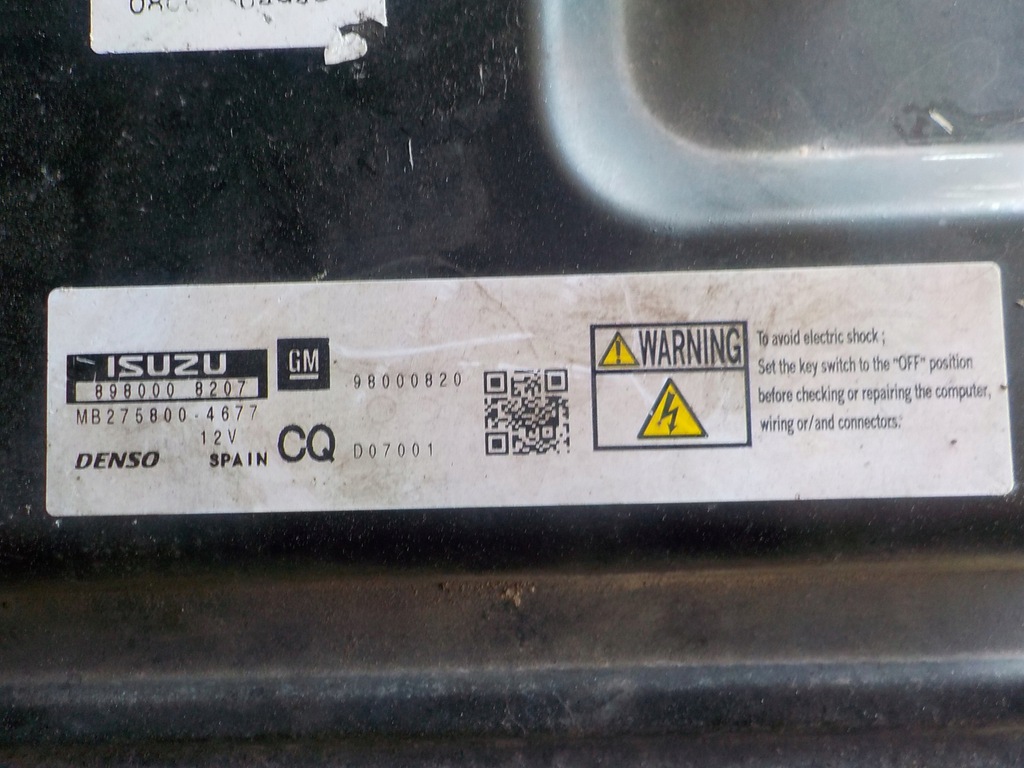 ISUZU
898000 8207
MB275800-4677
12V
DENSO SPAIN
GM
CQ
98000820
D07001
WARNING
To avoid electric shock ;
Set the key switch to the "OFF" position
before checking or repairing the computer,
wiring or/and connectors.